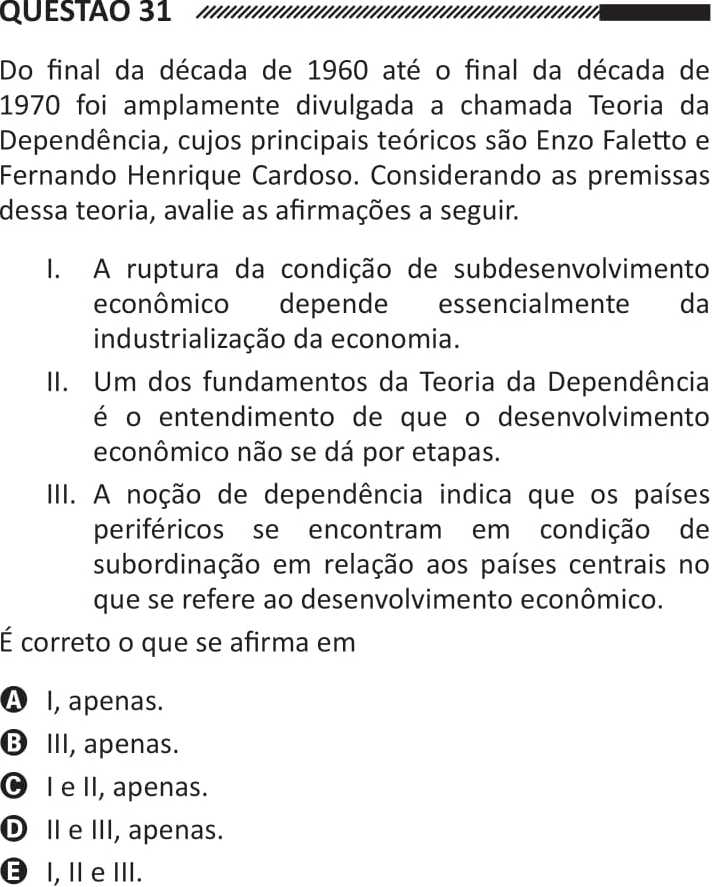 QUESTÃO 31
Do final da década de 1960 até o final da década de
1970 foi amplamente divulgada a chamada Teoria da
Dependência, cujos principais teóricos são Enzo Faletto e
Fernando Henrique Cardoso. Considerando as premissas
dessa teoria, avalie as afirmações a seguir.
I. A ruptura da condição de subdesenvolvimento
econômico depende essencialmente da
industrialização da economia.
II. Um dos fundamentos da Teoria da Dependência
é o entendimento de que o desenvolvimento
econômico não se dá por etapas.
III. A noção de dependência indica que os países
periféricos se encontram em condição de
subordinação em relação aos países centrais no
que se refere ao desenvolvimento econômico.
É correto o que se afirma em
A I, apenas.
B III, apenas.
C I e II, apenas.
D II e III, apenas.
E I, II e III.